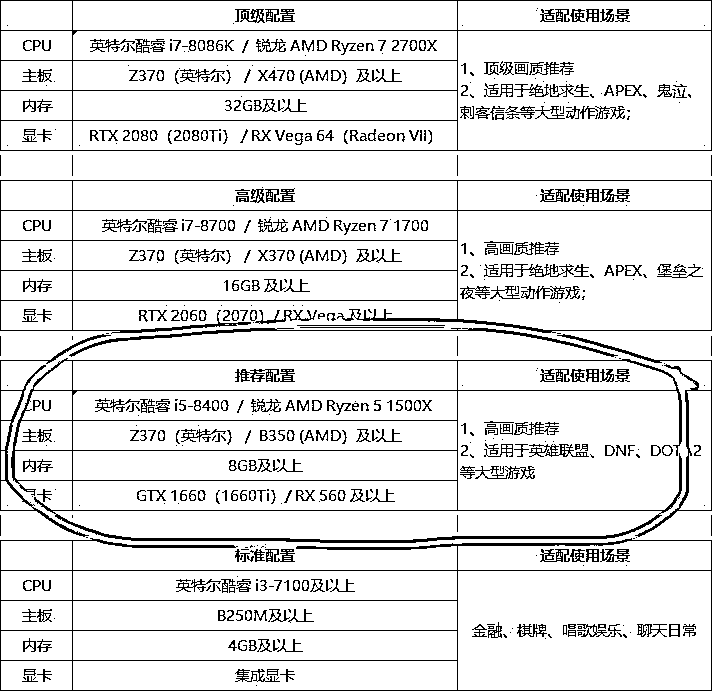 顶级配置 适配使用场景
CPU 英特尔酷睿 i7-8086K / 锐龙 AMD Ryzen 7 2700X
主板 Z370（英特尔）/ X470 (AMD）及以上
内存 32GB及以上
显卡 RTX 2080（2080Ti）/ RX Vega 64（Radeon VII）
1、顶级画质推荐
2、适用于绝地求生、APEX、鬼泣、
刺客信条等大型动作游戏；
高级配置 适配使用场景
CPU 英特尔酷睿 i7-8700 / 锐龙 AMD Ryzen 7 1700
主板 Z370（英特尔）/ X370 (AMD）及以上
内存 16GB 及以上
显卡 RTX 2060（2070）/ RX Vega 及以上
1、高画质推荐
2、适用于绝地求生、APEX、堡垒之
夜等大型动作游戏；
推荐配置 适配使用场景
CPU 英特尔酷睿 i5-8400 / 锐龙 AMD Ryzen 5 1500X
主板 Z370（英特尔）/ B350 (AMD）及以上
内存 8GB及以上
显卡 GTX 1660（1660Ti）/ RX 560 及以上
1、高画质推荐
2、适用于英雄联盟、DNF、DOTA2
等大型游戏
标准配置 适配使用场景
CPU 英特尔酷睿 i3-7100及以上
主板 B250M及以上
内存 4GB及以上
显卡 集成显卡
金融、棋牌、唱歌娱乐、聊天日常